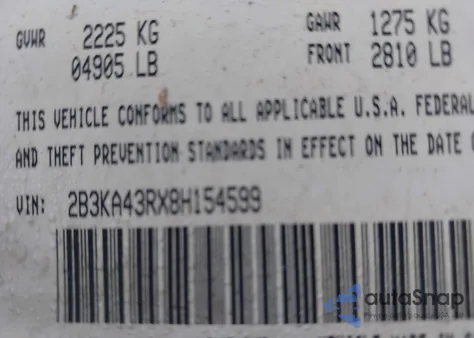 GVWR 2225 KG GAWR 1275 KG
04905 LB FRONT 2810 LB
THIS VEHICLE CONFORMS TO ALL APPLICABLE U.S.A. FEDERAL
AND THEFT PREVENTION STANDARDS IN EFFECT ON THE DATE
VIN: 2B3KA43RX8H154599
autoSnap